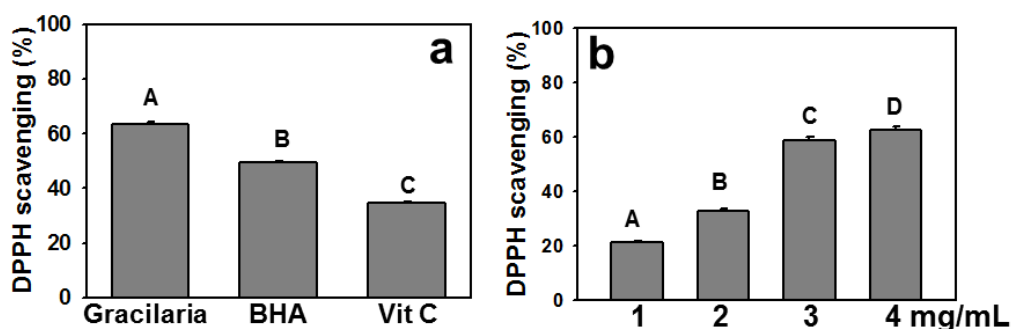 DPPH scavenging (%)
100
80
60
40
20
0
a
A
B
C
Gracilaria BHA Vit C
DPPH scavenging (%)
100
80
60
40
20
0
b
A
B
C
D
1 2 3 4 mg/mL